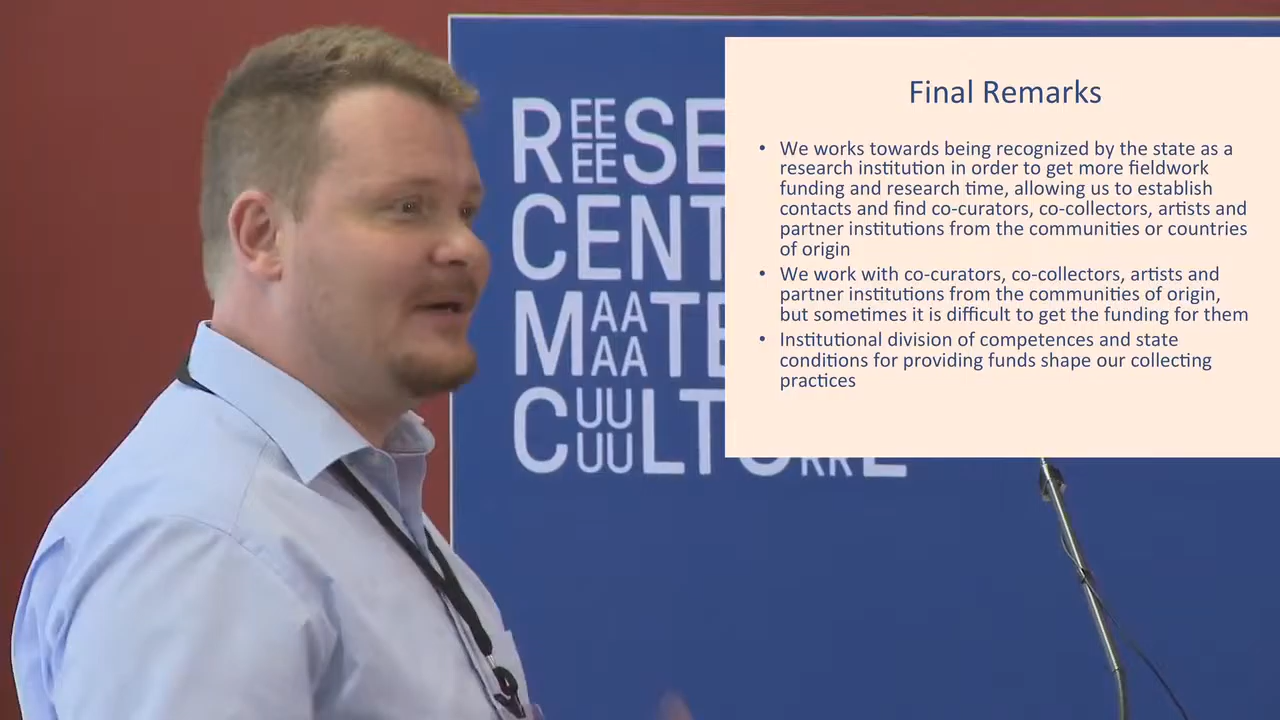 REEEESE
CENT
MAAAATE
CUUUULTURRE
Final Remarks
• We works towards being recognized by the state as a
research institution in order to get more fieldwork
funding and research time, allowing us to establish
contacts and find co-curators, co-collectors, artists and
partner institutions from the communities or countries
of origin
• We work with co-curators, co-collectors, artists and
partner institutions from the communities of origin,
but sometimes it is difficult to get the funding for them
• Institutional division of competences and state
conditions for providing funds shape our collecting
practices